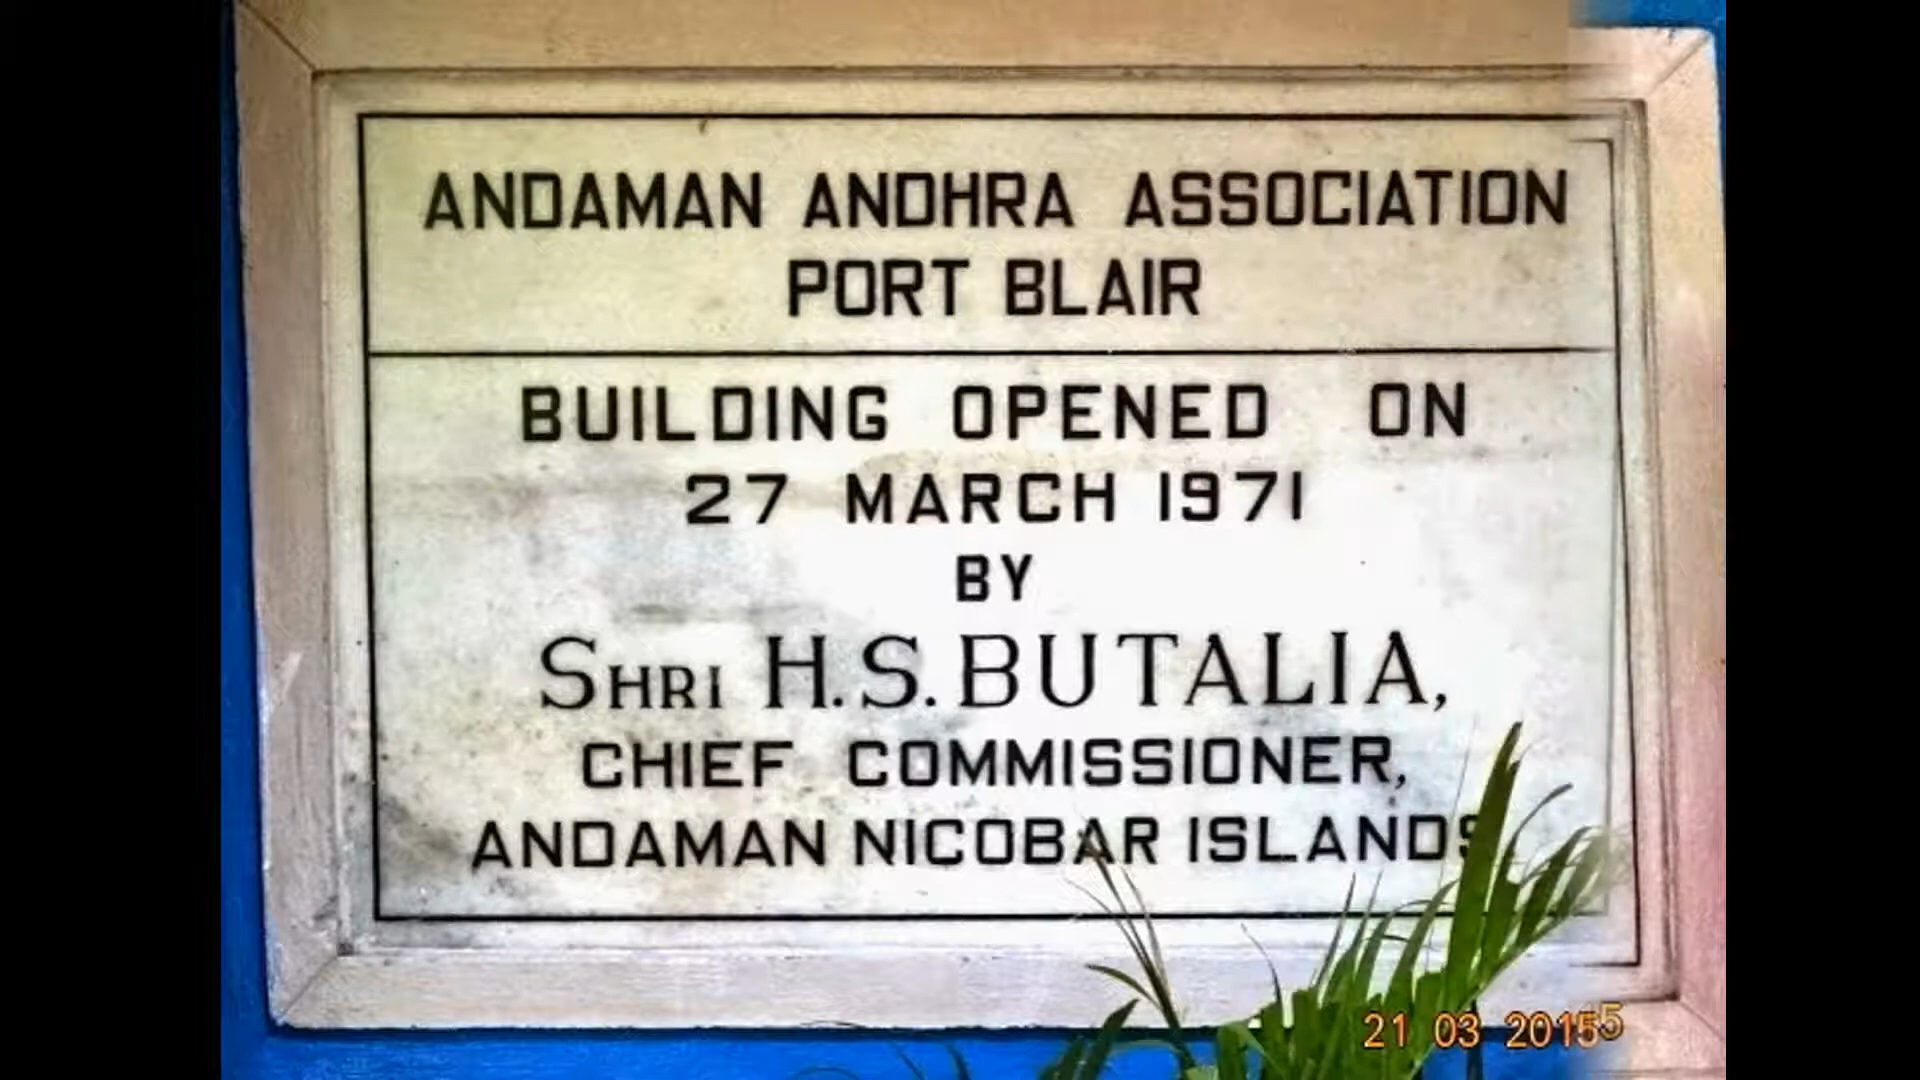 ANDAMAN ANDHRA ASSOCIATION
PORT BLAIR
BUILDING OPENED ON
27 MARCH 1971
BY
SHRI H.S. BUTALIA,
CHIEF COMMISSIONER,
ANDAMAN NICOBAR ISLANDS
21 03 2015